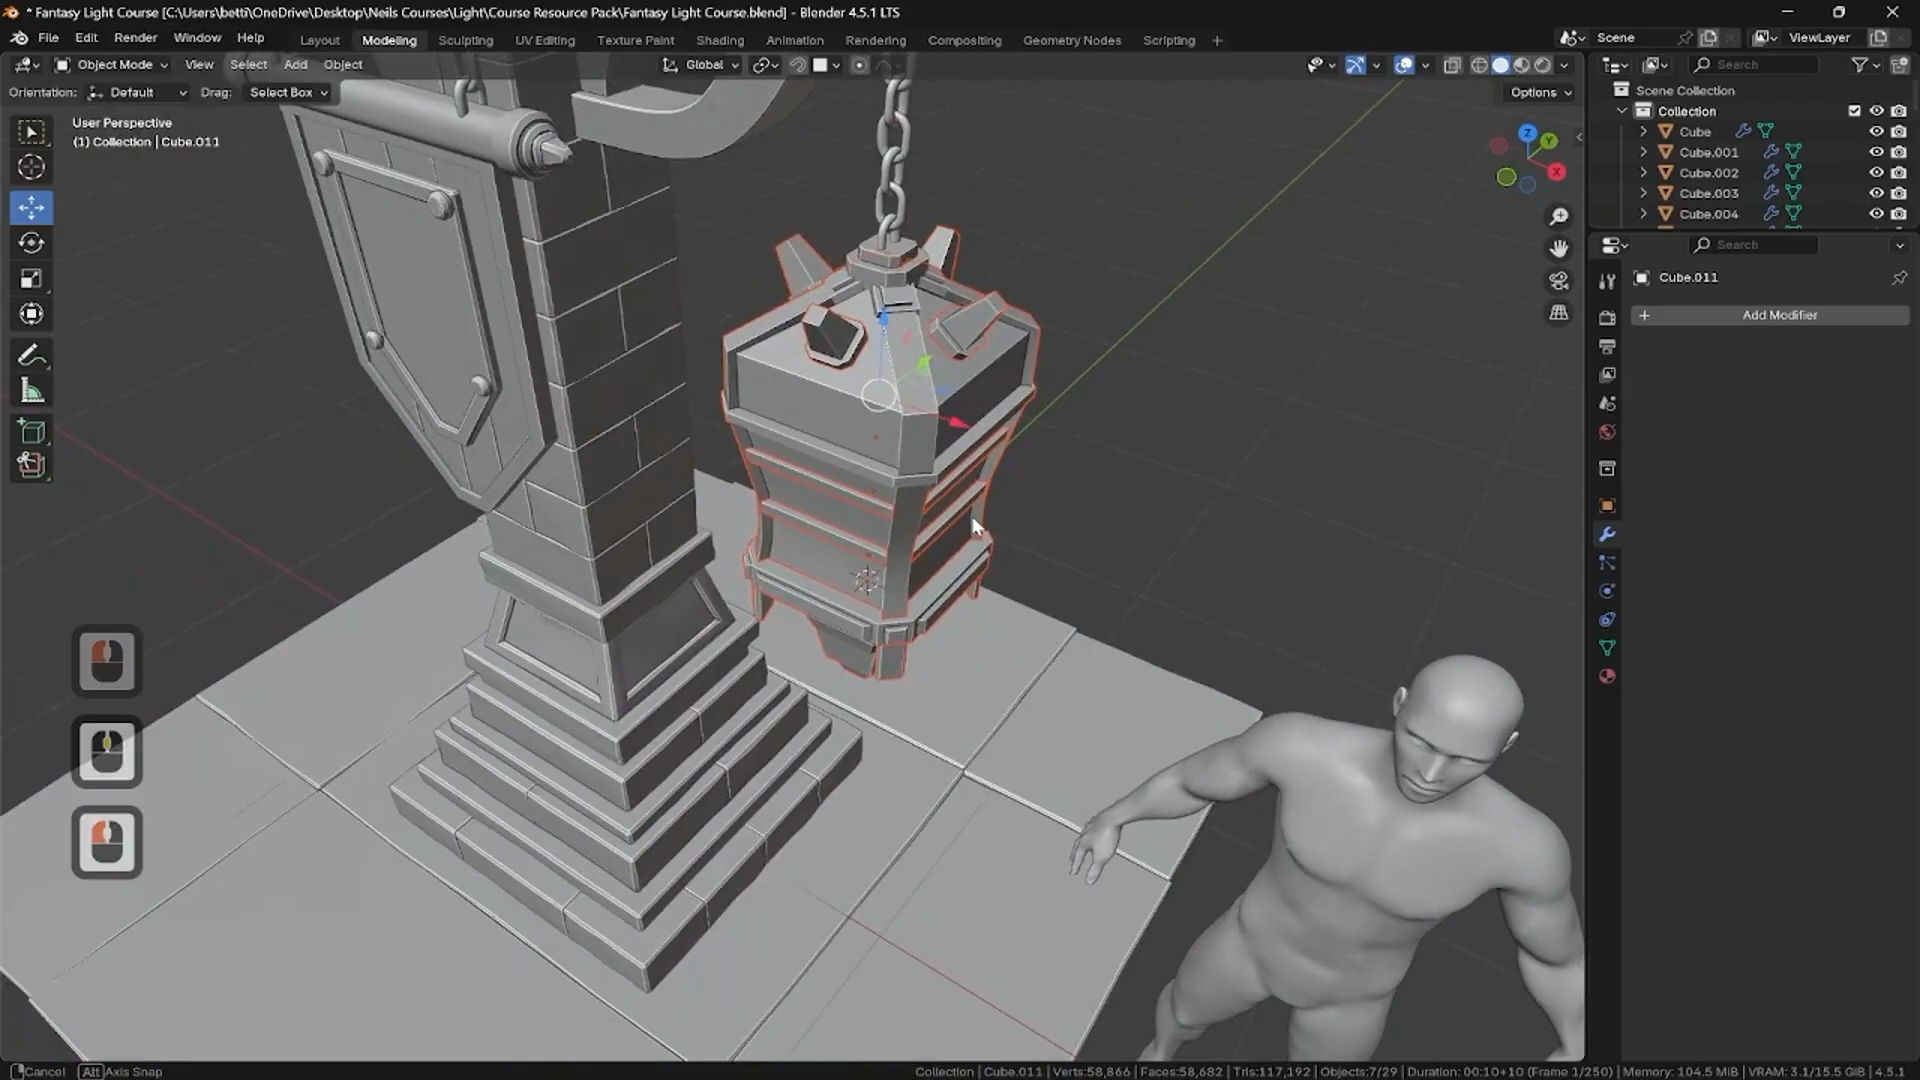 * Fantasy Light Course [C:\Users\betti\OneDrive\Desktop\Neils Courses\Light\Course Resource Pack\Fantasy Light Course.blend] - Blender 4.5.1 LTS
File Edit Render Window Help Layout Modeling Sculpting UV Editing Texture Paint Shading Animation Rendering Compositing Geometry Nodes Scripting + Scene ViewLayer
Object Mode View Select Add Object Global Search
Orientation: Default Drag: Select Box Options
Scene Collection
Collection
User Perspective
(1) Collection | Cube.011
Cube
Cube.001
Cube.002
Cube.003
Cube.004
Search
Cube.011
+ Add Modifier
Z
Y
X
Cancel Alt Axis Snap
Collection | Cube.011 | Verts:58,866 | Faces:58,682 | Tris:117,192 | Objects:7/29 | Duration: 00:10+10 (Frame 1/250) | Memory: 104.5 MiB | VRAM: 3.1/15.5 GiB | 4.5.1